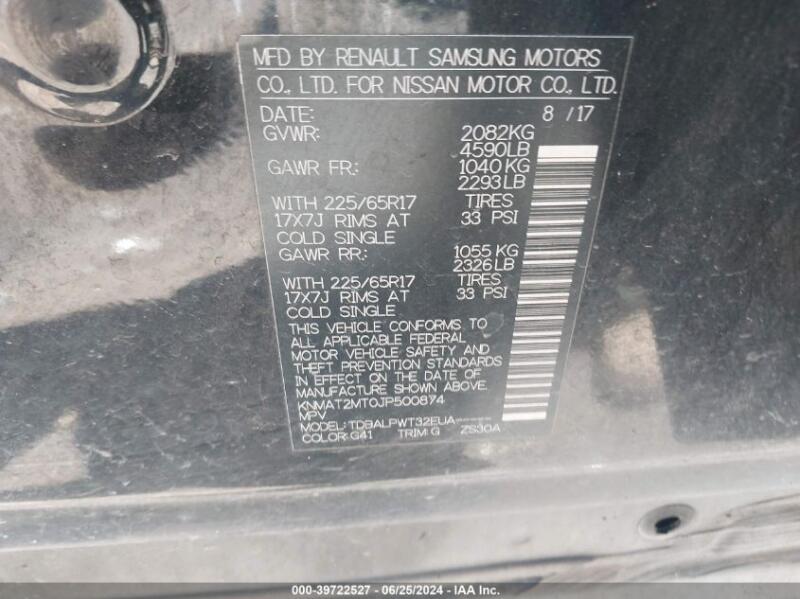 MFD BY RENAULT SAMSUNG MOTORS
CO., LTD. FOR NISSAN MOTOR CO., LTD.
DATE: 8 /17
GVWR: 2082KG
4590LB
GAWR FR.: 1040 KG
2293LB
WITH 225/65R17 TIRES
17X7J RIMS AT 33 PSI
COLD SINGLE
GAWR RR.: 1055 KG
2326LB
WITH 225/65R17 TIRES
17X7J RIMS AT 33 PSI
COLD SINGLE
THIS VEHICLE CONFORMS TO
ALL APPLICABLE FEDERAL
MOTOR VEHICLE SAFETY AND
THEFT PREVENTION STANDARDS
IN EFFECT ON THE DATE OF
MANUFACTURE SHOWN ABOVE.
KNMAT2MT0JP500874
MPV
MODEL: TDBALPWT32EUA-----
COLOR: G41 TRIM: G ZS30A
000-39722527 - 06/25/2024 - IAA Inc.